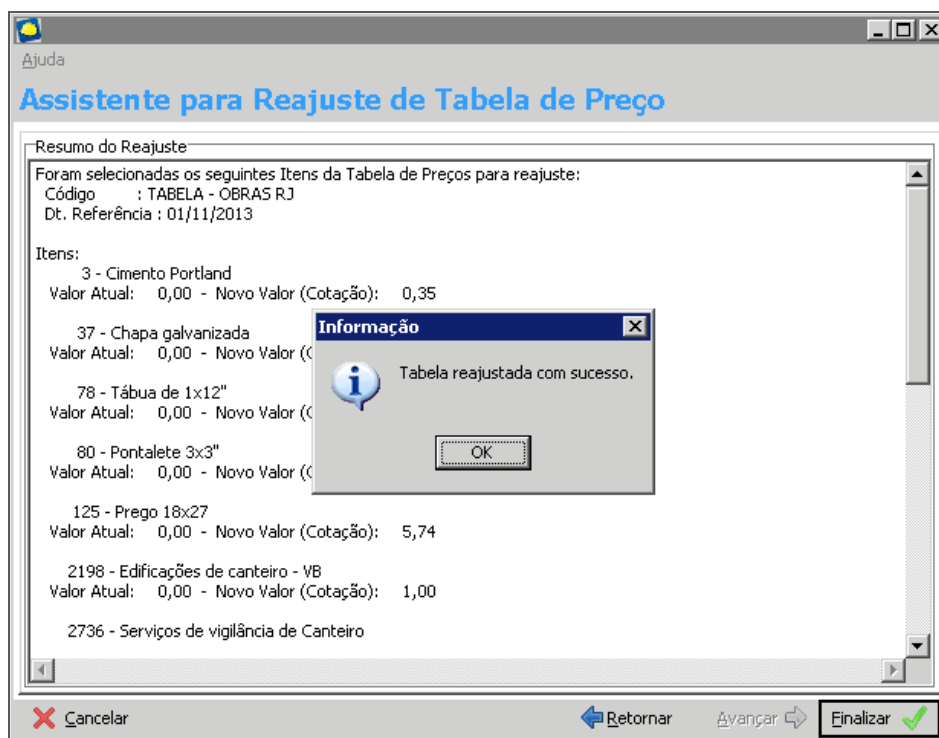 Ajuda
Assistente para Reajuste de Tabela de Preço
Resumo do Reajuste
Foram selecionadas os seguintes Itens da Tabela de Preços para reajuste:
Código : TABELA - OBRAS RJ
Dt. Referência : 01/11/2013
Itens:
3 - Cimento Portland
Valor Atual: 0,00 - Novo Valor (Cotação): 0,35
37 - Chapa galvanizada
Valor Atual: 0,00 - Novo Valor (
78 - Tábua de 1x12"
Valor Atual: 0,00 - Novo Valor (
80 - Pontalete 3x3"
Valor Atual: 0,00 - Novo Valor (
Informação
Tabela reajustada com sucesso.
OK
125 - Prego 18x27
Valor Atual: 0,00 - Novo Valor (Cotação): 5,74
2198 - Edificações de canteiro - VB
Valor Atual: 0,00 - Novo Valor (Cotação): 1,00
2736 - Serviços de vigilância de Canteiro
Cancelar
Retornar
Avançar
Finalizar